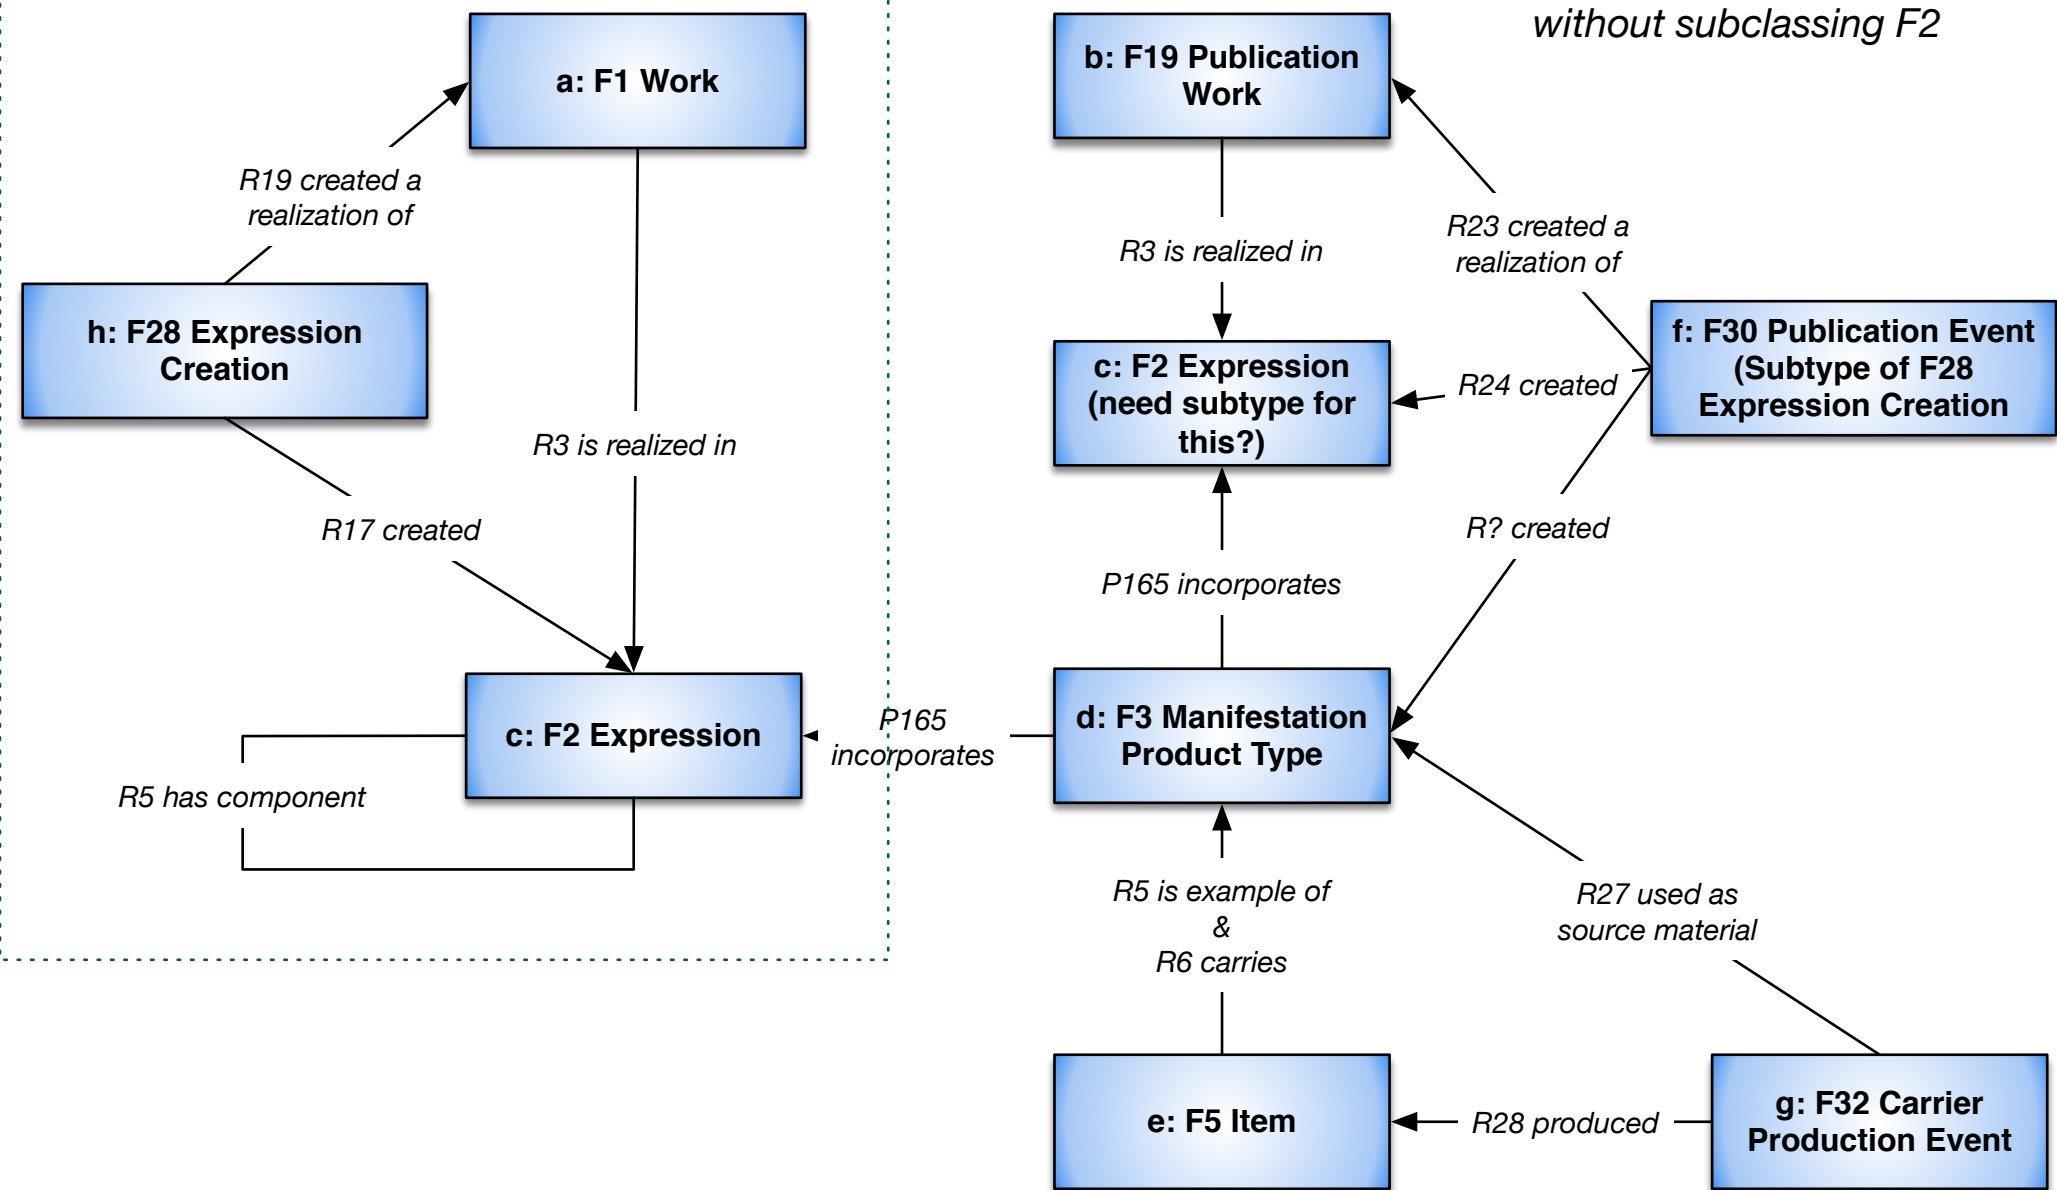 without subclassing F2
a: F1 Work
b: F19 Publication
Work
R19 created a
realization of
R3 is realized in
R23 created a
realization of
h: F28 Expression
Creation
c: F2 Expression
(need subtype for
this?)
R24 created
f: F30 Publication Event
(Subtype of F28
Expression Creation
R3 is realized in
R17 created
R? created
P165 incorporates
c: F2 Expression
P165
incorporates
d: F3 Manifestation
Product Type
R5 has component
R5 is example of
&
R6 carries
R27 used as
source material
e: F5 Item
R28 produced
g: F32 Carrier
Production Event